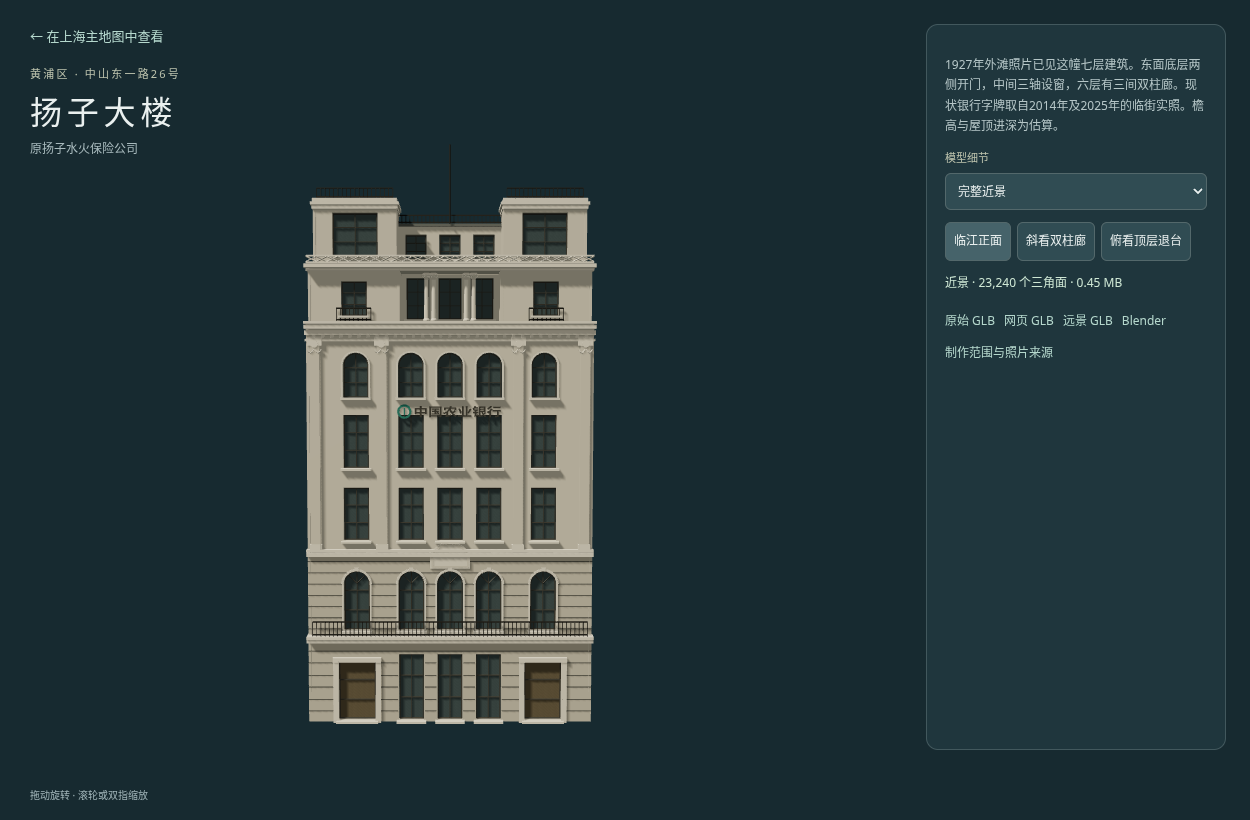 ← 在上海主地图中查看
黄浦区 · 中山东一路26号
扬子大楼
原扬子水火保险公司
中国农业银行
拖动旋转 · 滚轮或双指缩放
1927年外滩照片已见这幢七层建筑。东面底层两
侧开门，中间三轴设窗，六层有三间双柱廊。现
状银行字牌取自2014年及2025年的临街实照。檐
高与屋顶进深为估算。
模型细节
完整近景
临江正面 斜看双柱廊 俯看顶层退台
近景 · 23,240 个三角面 · 0.45 MB
原始 GLB 网页 GLB 远景 GLB Blender
制作范围与照片来源